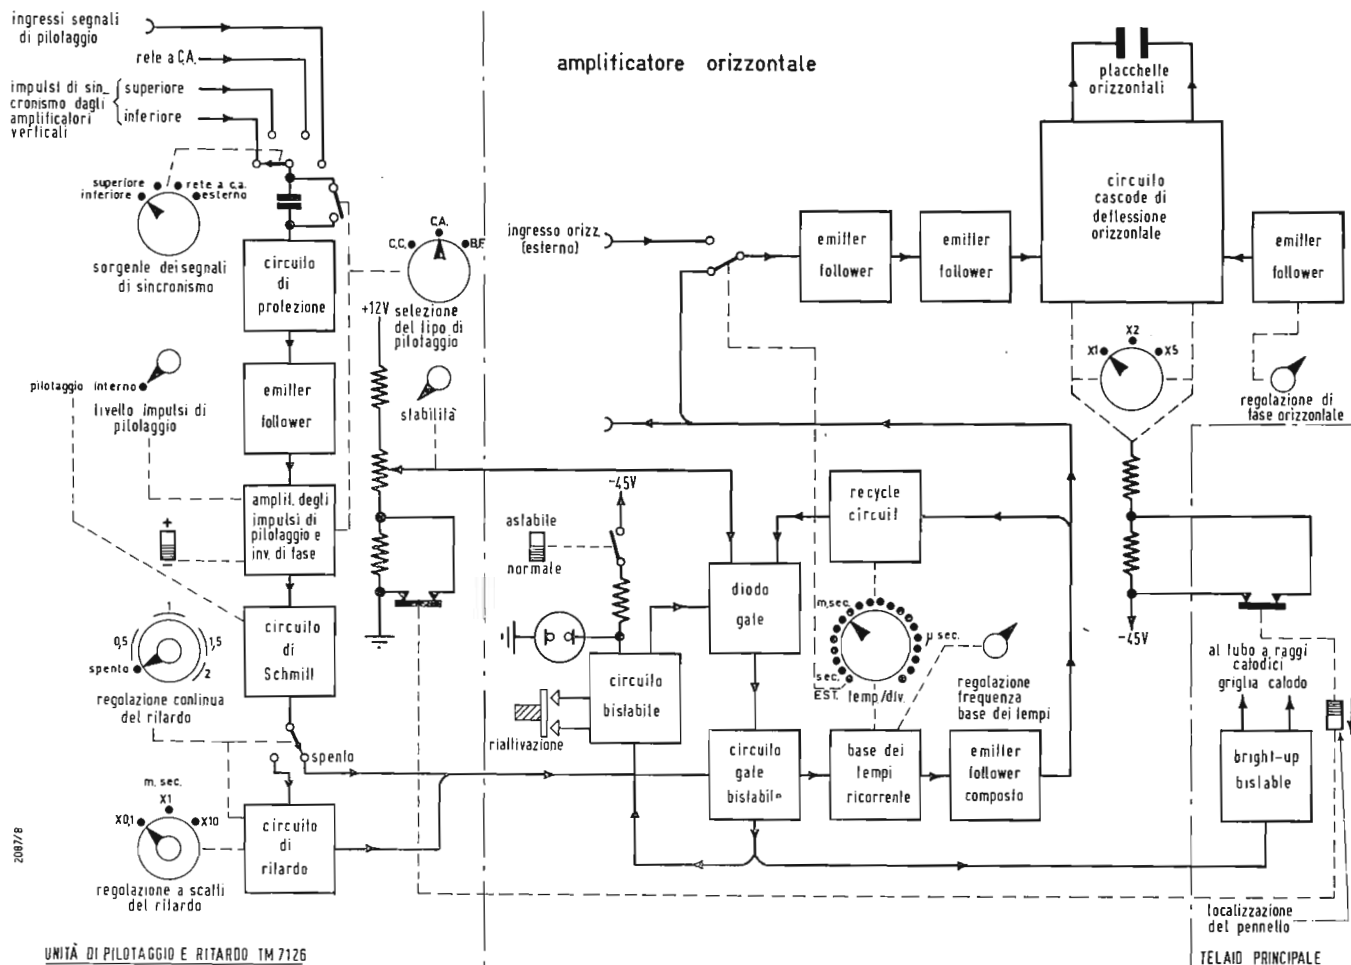 ingressi segnali
di pilotaggio
rete a C.A.
impulsi di sin_
cronismo dagli
amplificatori
verticali
superiore
inferiore
superiore
inferiore
rete a c.a.
esterno
sorgente dei segnali
di sincronismo
circuito
di
protezione
C.C.
C.A.
B.F.
+12V
selezione
del tipo di
pilotaggio
pilotaggio interno
livello impulsi di
pilotaggio
emitter
follower
stabilità
amplif. degli
impulsi di
pilotaggio e
inv. di fase
+
−
0,5
1
1,5
2
spento
regolazione continua
del ritardo
circuito
di
Schmitt
spento
m. sec.
X0,1
X1
X10
regolazione a scatti
del ritardo
circuito
di
ritardo
2087/8
UNITÀ DI PILOTAGGIO E RITARDO TM 7126
amplificatore orizzontale
placchette
orizzontali
circuito
cascode di
deflessione
orizzontale
ingresso orizz.
(esterno)
emitter
follower
emitter
follower
emitter
follower
X1
X2
X5
regolazione di
fase orizzontale
-45V
astabile
normale
recycle
circuit
diodo
gate
m. sec.
μ sec.
sec.
EST.
temp./div.
regolazione
frequenza
base dei tempi
circuito
bistabile
riattivazione
circuito
gate
bistabile
base dei
tempi
ricorrente
emitter
follower
composto
-45V
al tubo a raggi
catodici
griglia catodo
bright-up
bistable
localizzazione
del pennello
TELAIO PRINCIPALE